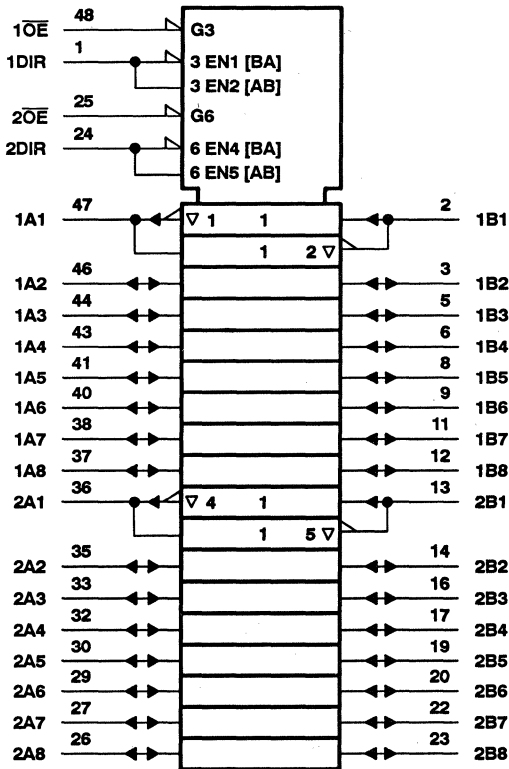 1O̅E̅ 48 G3
1DIR 1 3 EN1 [BA]
3 EN2 [AB]
2O̅E̅ 25 G6
2DIR 24 6 EN4 [BA]
6 EN5 [AB]
1A1 47 ▽ 1 1 2 1B1
1 2 ▽
1A2 46 3 1B2
1A3 44 5 1B3
1A4 43 6 1B4
1A5 41 8 1B5
1A6 40 9 1B6
1A7 38 11 1B7
1A8 37 12 1B8
2A1 36 ▽ 4 1 13 2B1
1 5 ▽
2A2 35 14 2B2
2A3 33 16 2B3
2A4 32 17 2B4
2A5 30 19 2B5
2A6 29 20 2B6
2A7 27 22 2B7
2A8 26 23 2B8